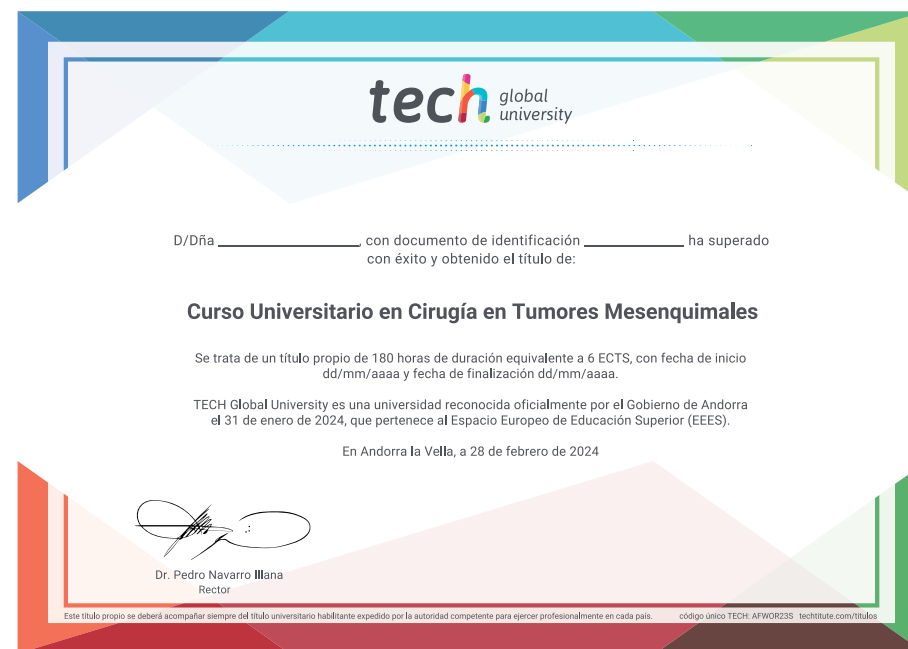 tech global university
D/Dña ______________, con documento de identificación __________ ha superado
con éxito y obtenido el título de:
Curso Universitario en Cirugía en Tumores Mesenquimales
Se trata de un título propio de 180 horas de duración equivalente a 6 ECTS, con fecha de inicio
dd/mm/aaaa y fecha de finalización dd/mm/aaaa.
TECH Global University es una universidad reconocida oficialmente por el Gobierno de Andorra
el 31 de enero de 2024, que pertenece al Espacio Europeo de Educación Superior (EEES).
En Andorra la Vella, a 28 de febrero de 2024
Dr. Pedro Navarro Illana
Rector
Este título propio se deberá acompañar siempre del título universitario habilitante expedido por la autoridad competente para ejercer profesionalmente en cada país. código único TECH: AFWOR23S techtitute.com/titulos